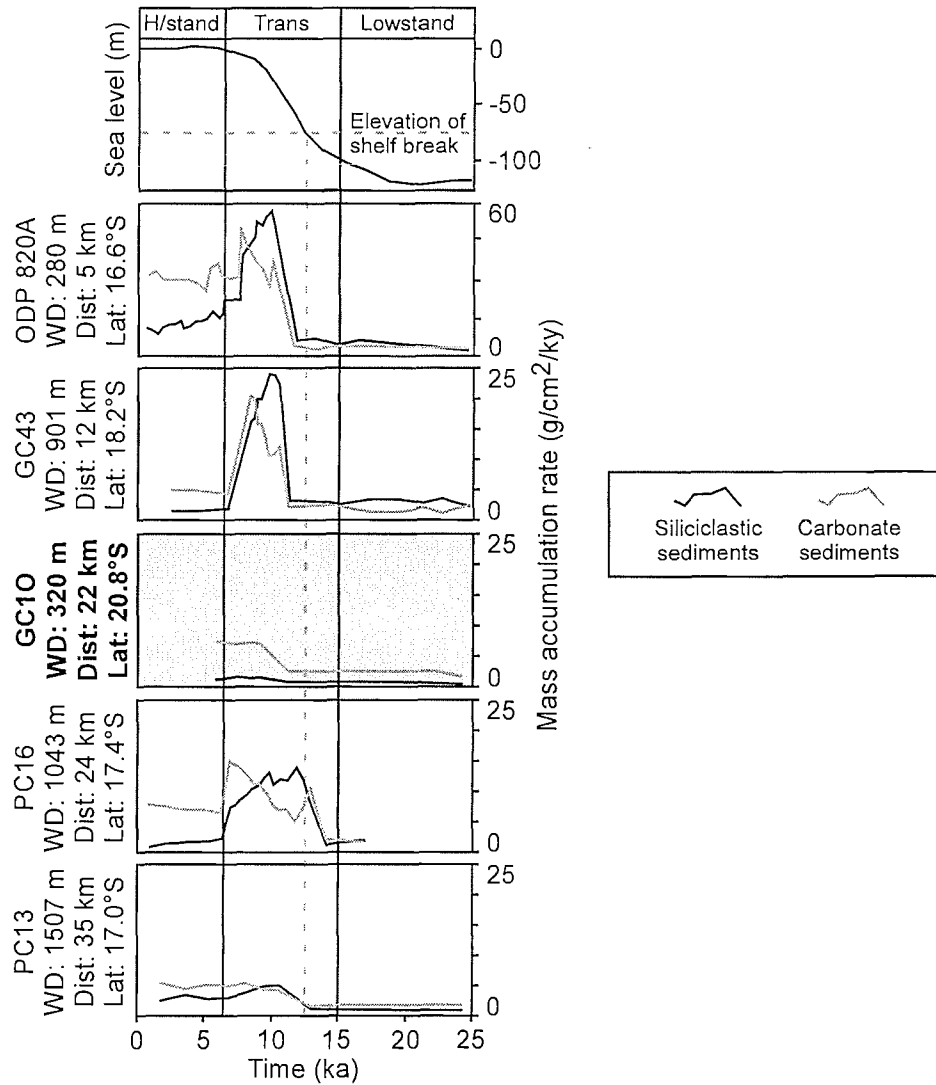 H/stand Trans Lowstand
Sea level (m)
0
-50
-100
Elevation of
shelf break
ODP 820A
WD: 280 m
Dist: 5 km
Lat: 16.6°S
60
0
GC43
WD: 901 m
Dist: 12 km
Lat: 18.2°S
25
0
GC10
WD: 320 m
Dist: 22 km
Lat: 20.8°S
25
0
PC16
WD: 1043 m
Dist: 24 km
Lat: 17.4°S
25
0
PC13
WD: 1507 m
Dist: 35 km
Lat: 17.0°S
25
0
Mass accumulation rate (g/cm²/ky)
0 5 10 15 20 25
Time (ka)
Siliciclastic
sediments
Carbonate
sediments